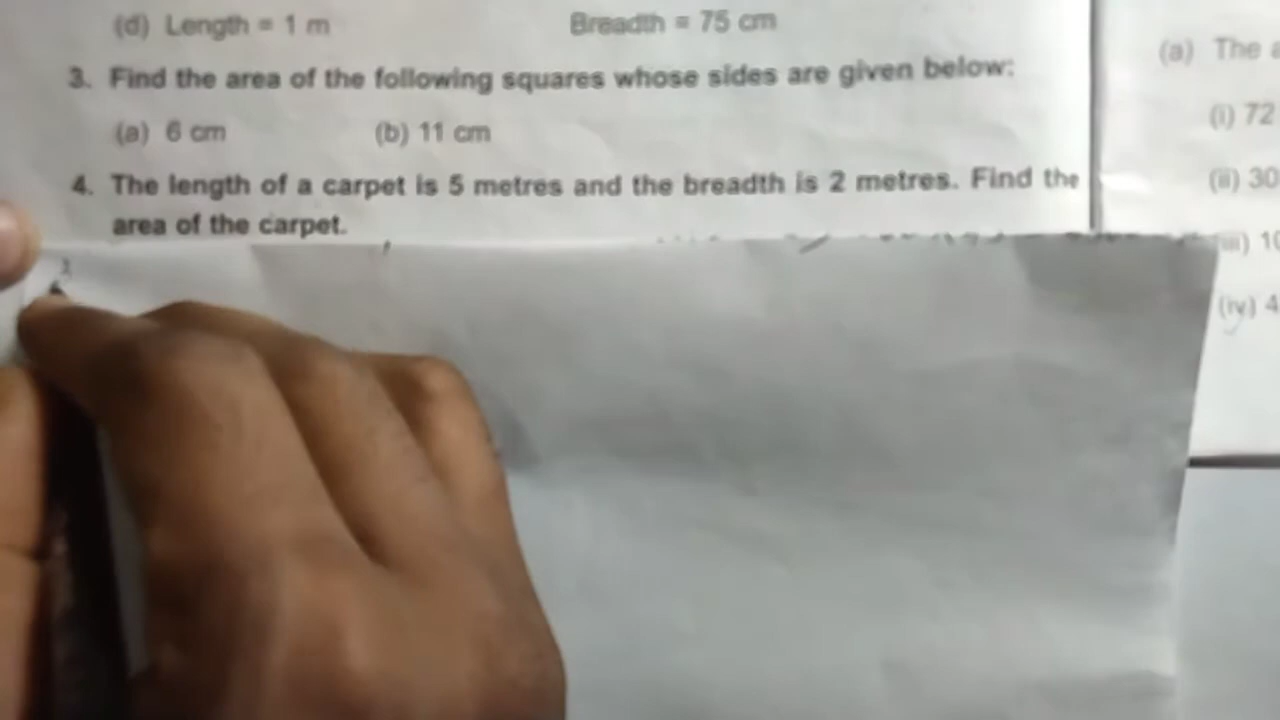 (d) Length = 1 m Breadth = 75 cm
3. Find the area of the following squares whose sides are given below:
(a) 6 cm (b) 11 cm
4. The length of a carpet is 5 metres and the breadth is 2 metres. Find the
area of the carpet.
(a) The
(i) 72
(ii) 30
(iii) 10
(iv) 4